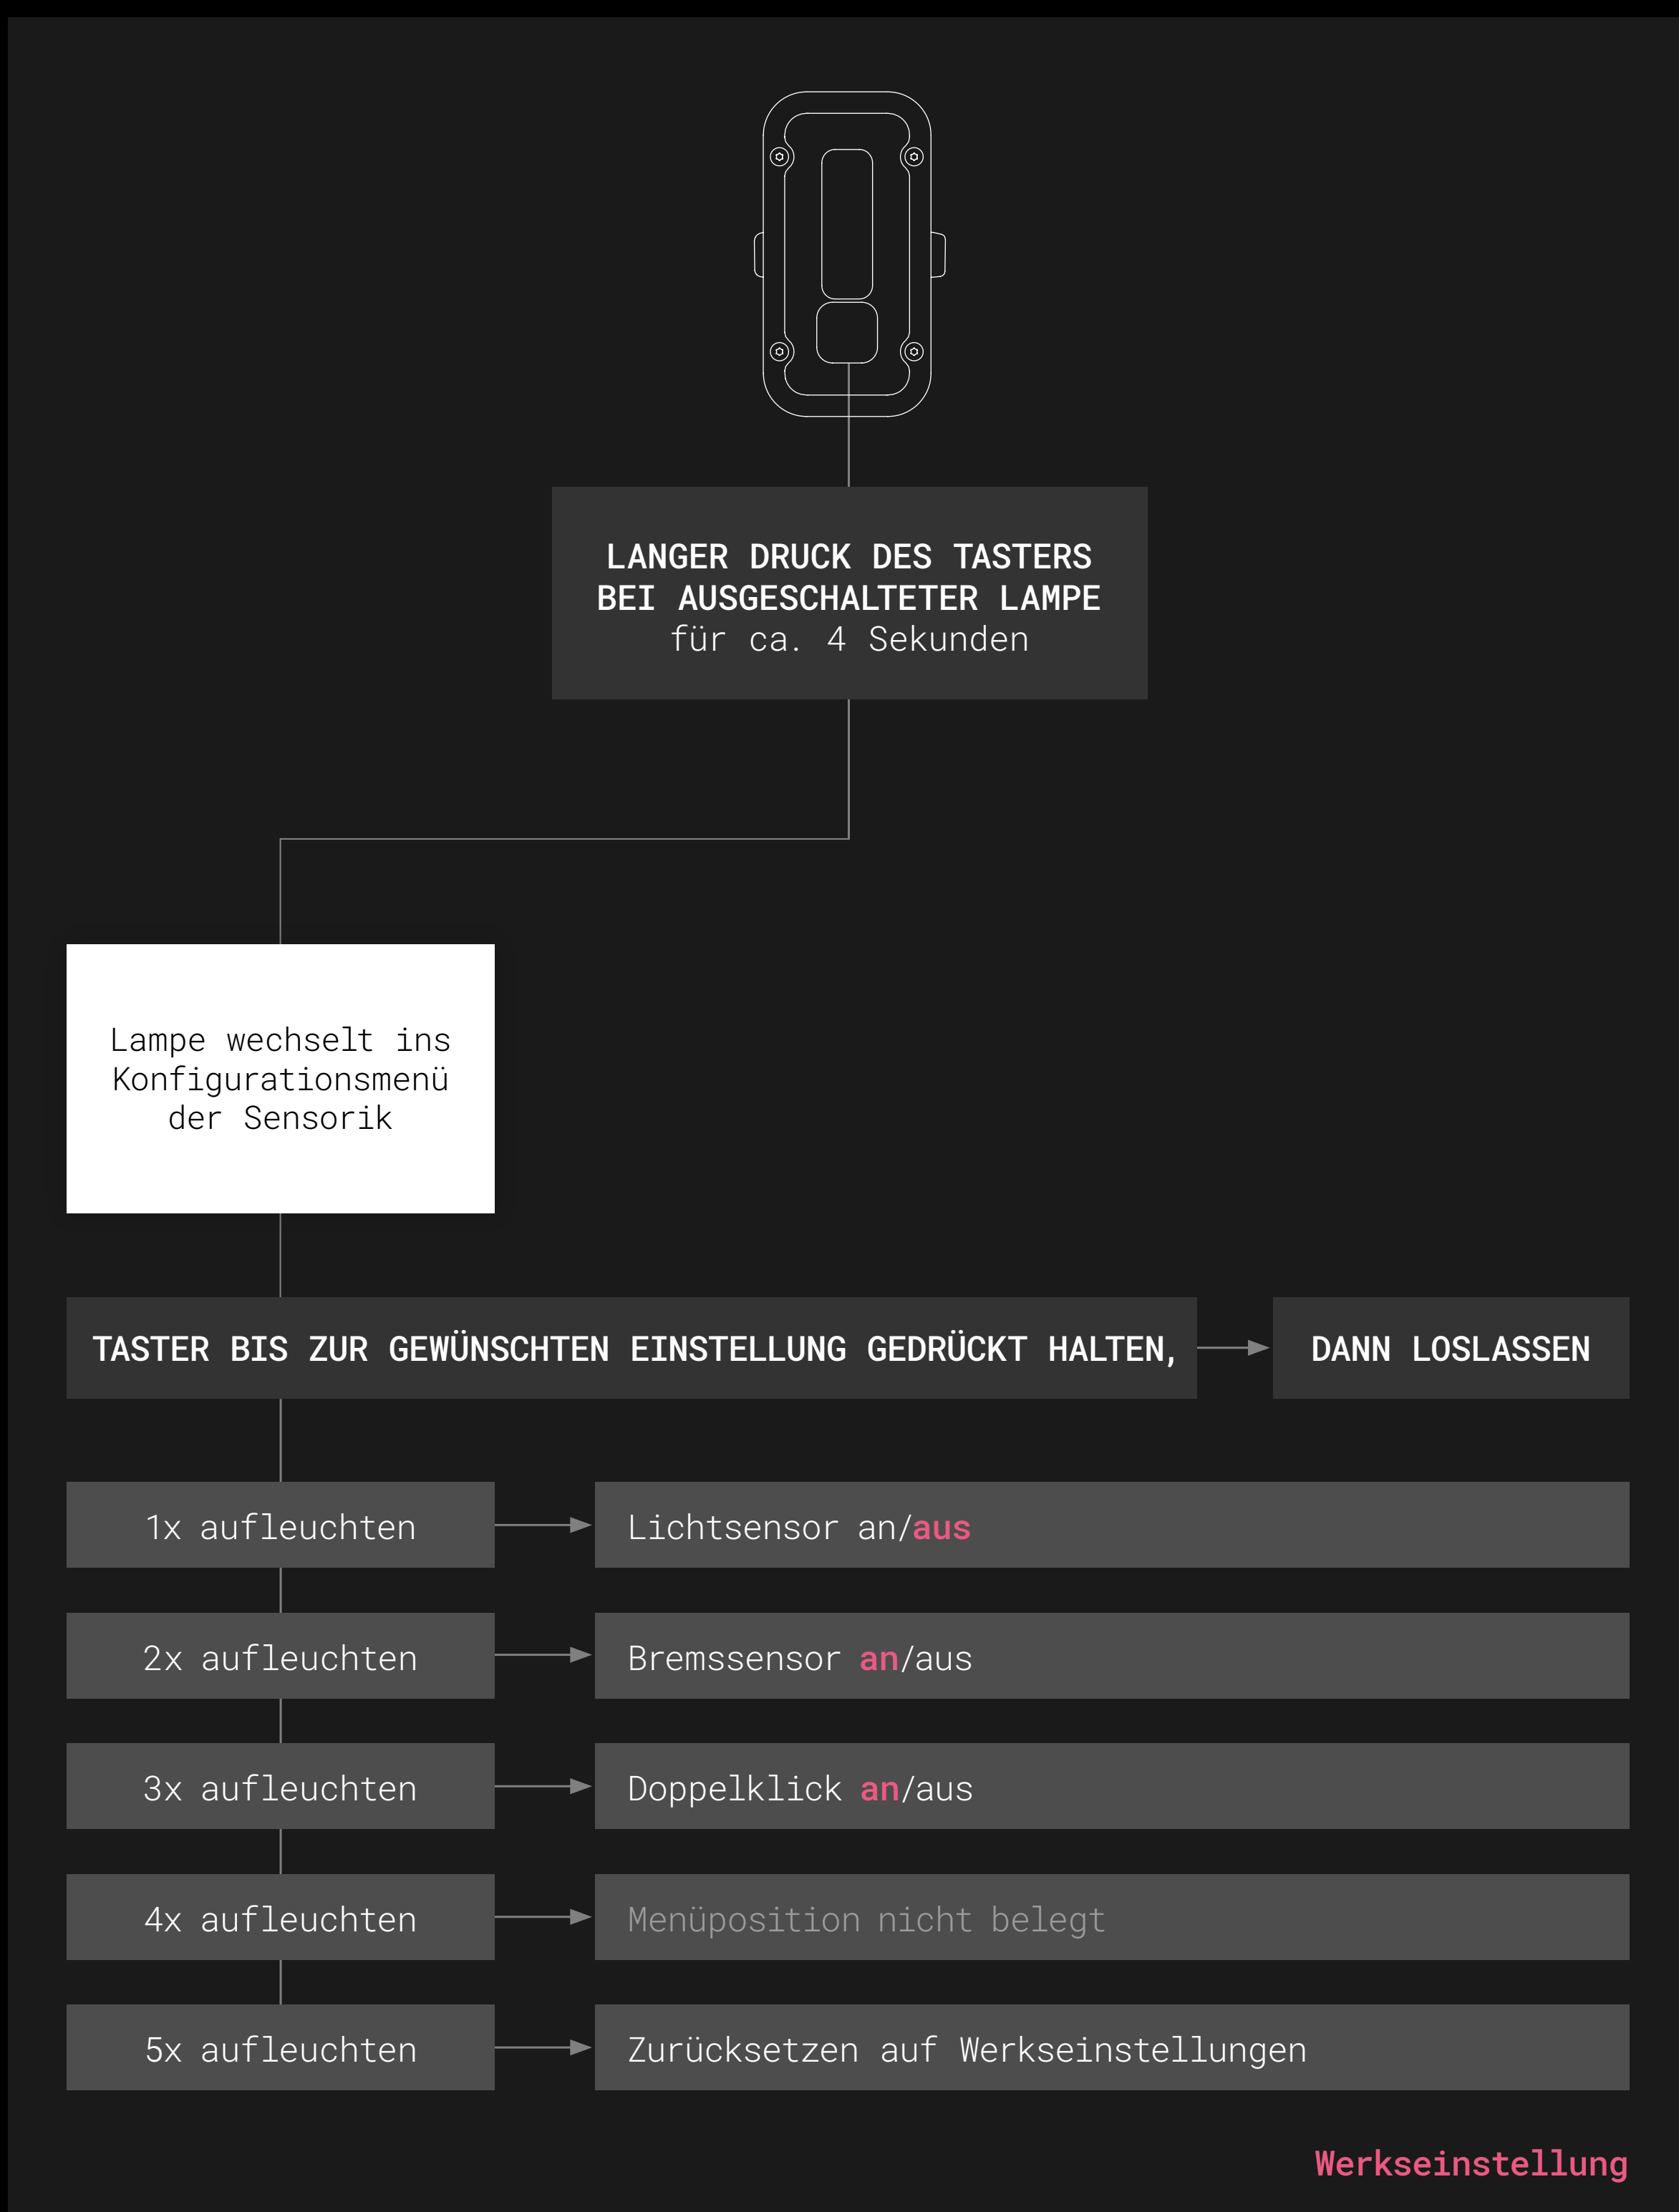 LANGER DRUCK DES TASTERS
BEI AUSGESCHALTETER LAMPE
für ca. 4 Sekunden
Lampe wechselt ins
Konfigurationsmenü
der Sensorik
TASTER BIS ZUR GEWÜNSCHTEN EINSTELLUNG GEDRÜCKT HALTEN,
DANN LOSLASSEN
1x aufleuchten
Lichtsensor an/aus
2x aufleuchten
Bremssensor an/aus
3x aufleuchten
Doppelklick an/aus
4x aufleuchten
Menüposition nicht belegt
5x aufleuchten
Zurücksetzen auf Werkseinstellungen
Werkseinstellung